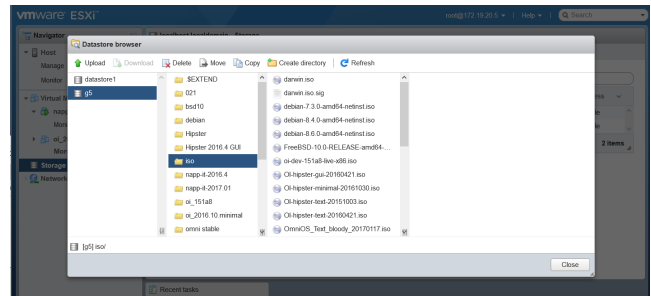 vmware ESXi
root@172.19.20.5 | Help | Search
Navigator
localhost.localdomain - Storage
Host
Manage
Monitor
Storage
Network
2 items
Recent tasks
Datastore browser
Upload Download Delete Move Copy Create directory Refresh
datastore1
g5
.$EXTEND
021
bsd10
debian
Hipster
Hipster 2016.4 GUI
iso
napp-it-2016.4
napp-it-2017.01
oi_151a8
oi_2016.10.minimal
omni stable
darwin.iso
darwin.iso.sig
debian-7.3.0-amd64-netinst.iso
debian-8.4.0-amd64-netinst.iso
debian-8.6.0-amd64-netinst.iso
FreeBSD-10.0-RELEASE-amd64-...
oi-dev-151a8-live-x86.iso
OI-hipster-gui-20160421.iso
OI-hipster-minimal-20161030.iso
OI-hipster-text-20151003.iso
OI-hipster-text-20160421.iso
OmniOS_Text_bloody_20170117.iso
[g5] iso/
Close